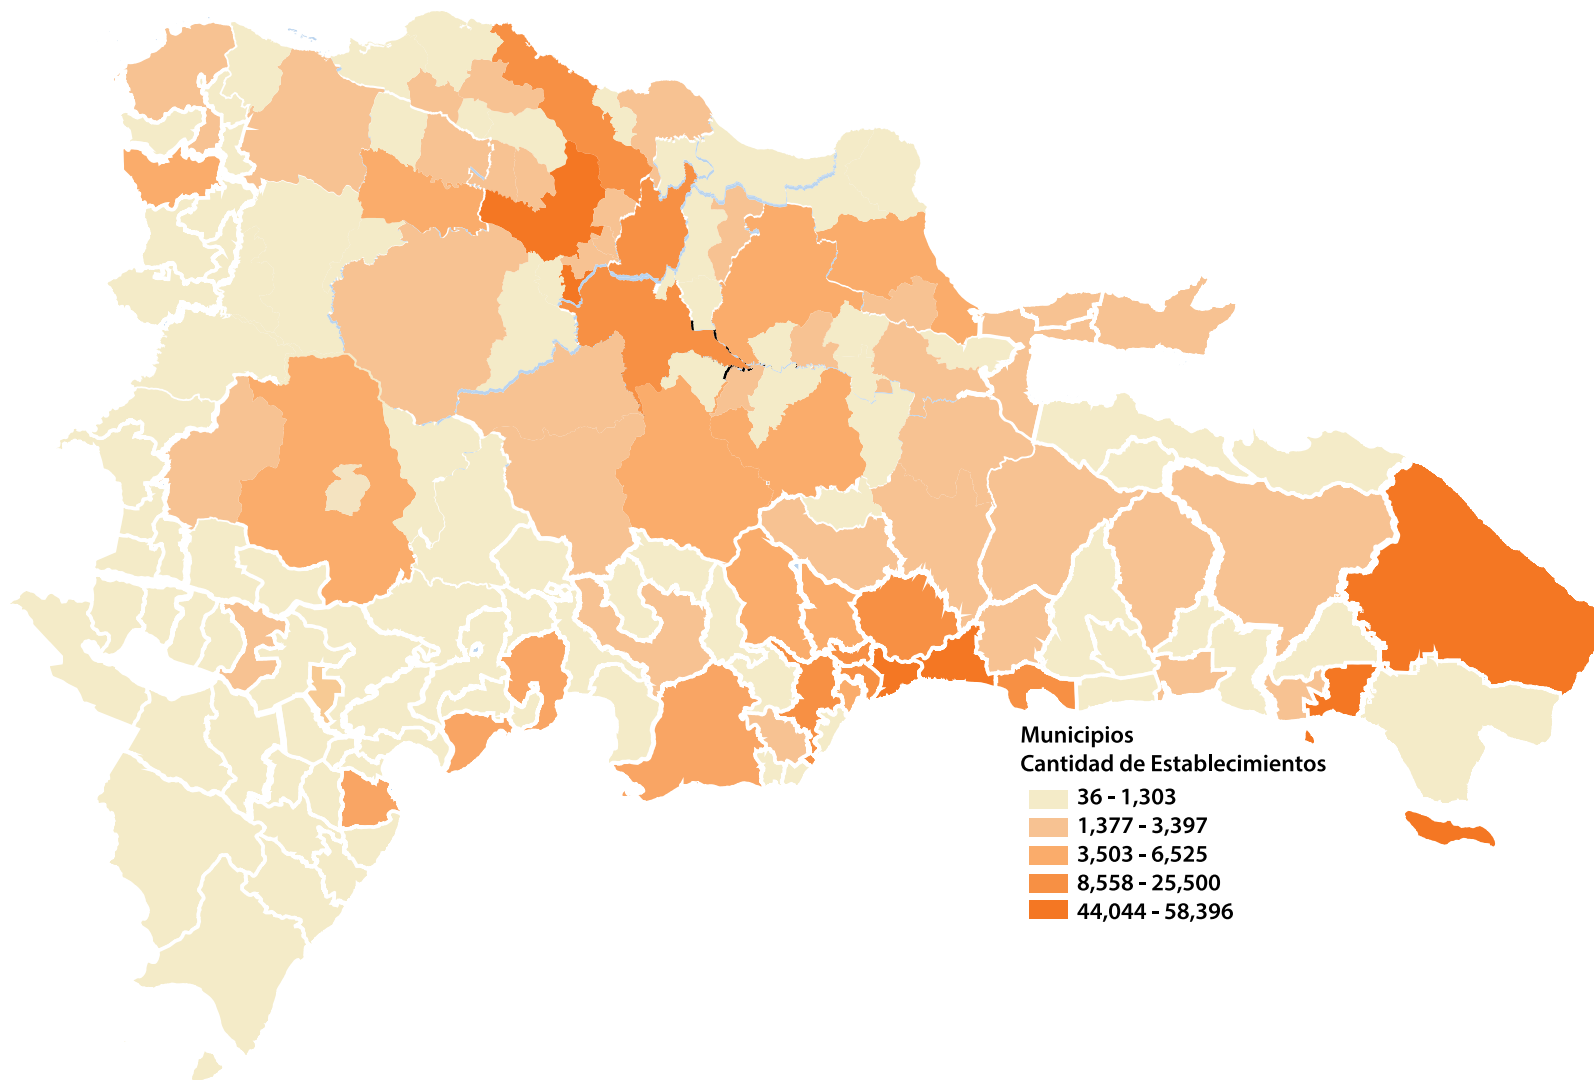 Municipios
Cantidad de Establecimientos
36 - 1,303
1,377 - 3,397
3,503 - 6,525
8,558 - 25,500
44,044 - 58,396